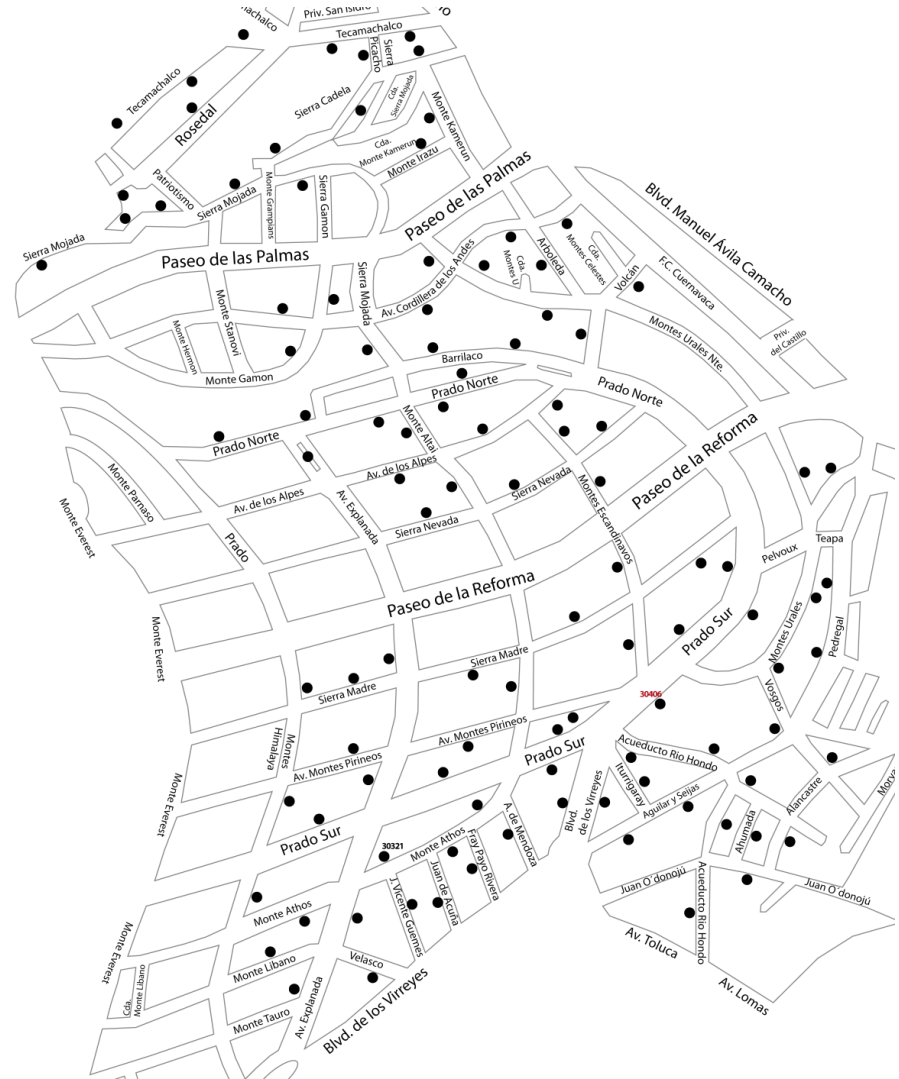 Priv. San Isidro
Tecamachalco
Picacho
Sierra
Tecamachalco
Rosedal
Sierra Cadela
Cda.
Sierra Mojada
Monte Kamerun
Cda.
Monte Kamerun
Monte Irazu
Patriotismo
Sierra Mojada
Monte Grampians
Sierra Gamon
Paseo de las Palmas
Blvd. Manuel Ávila Camacho
Sierra Mojada
Paseo de las Palmas
Sierra Mojada
Av. Cordillera de los Andes
Cda.
Montes U.
Arboleda
Cda.
Montes Celestes
Volcán
F.C. Cuernavaca
Monte Stanovi
Monte Hermon
Monte Gamon
Barrilaco
Montes Urales Nte.
Priv.
del Castillo
Prado Norte
Prado Norte
Prado Norte
Monte Altai
Av. de los Alpes
Paseo de la Reforma
Monte Parnaso
Monte Everest
Av. de los Alpes
Av. Explanada
Sierra Nevada
Sierra Nevada
Montes Escandinavos
Prado
Teapa
Pelvoux
Paseo de la Reforma
Monte Everest
Prado Sur
Montes Urales
Pedregal
Sierra Madre
Sierra Madre
Vosgos
30406
Montes
Himalaya
Av. Montes Pirineos
Av. Montes Pirineos
Prado Sur
Acueducto Rio Hondo
Iturrigaray
Aguilar y Seijas
Alencastre
Monte Everest
Prado Sur
Blvd.
de los Virreyes
A. de Mendoza
Monte Athos
30321
Fray Payo Rivera
Juan de Acuña
J. Vicente Guemes
Ahumada
Juan O´donojú
Juan O´donojú
Acueducto Rio Hondo
Monte Athos
Monte Everest
Monte Libano
Cda.
Monte Libano
Velasco
Av. Toluca
Monte Tauro
Av. Explanada
Blvd. de los Virreyes
Av. Lomas